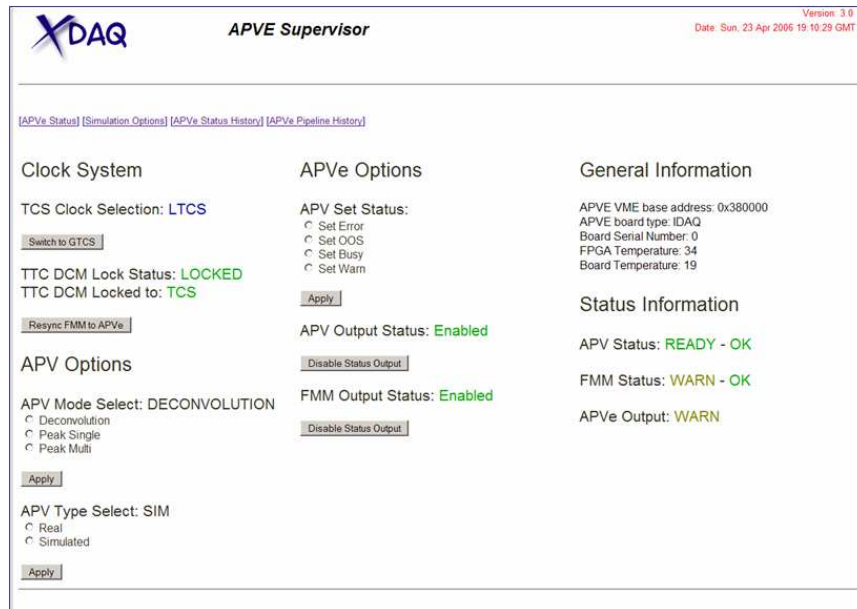 XDAQ
APVE Supervisor
Version: 3.0
Date: Sun, 23 Apr 2006 19:10:29 GMT
[APVe Status] [Simulation Options] [APVe Status History] [APVe Pipeline History]
Clock System
TCS Clock Selection: LTCS
Switch to GTCS
TTC DCM Lock Status: LOCKED
TTC DCM Locked to: TCS
Resync FMM to APVe
APV Options
APV Mode Select: DECONVOLUTION
Deconvolution
Peak Single
Peak Multi
Apply
APV Type Select: SIM
Real
Simulated
Apply
APVe Options
APV Set Status:
Set Error
Set OOS
Set Busy
Set Warn
Apply
APV Output Status: Enabled
Disable Status Output
FMM Output Status: Enabled
Disable Status Output
General Information
APVE VME base address: 0x380000
APVE board type: IDAQ
Board Serial Number: 0
FPGA Temperature: 34
Board Temperature: 19
Status Information
APV Status: READY - OK
FMM Status: WARN - OK
APVe Output: WARN